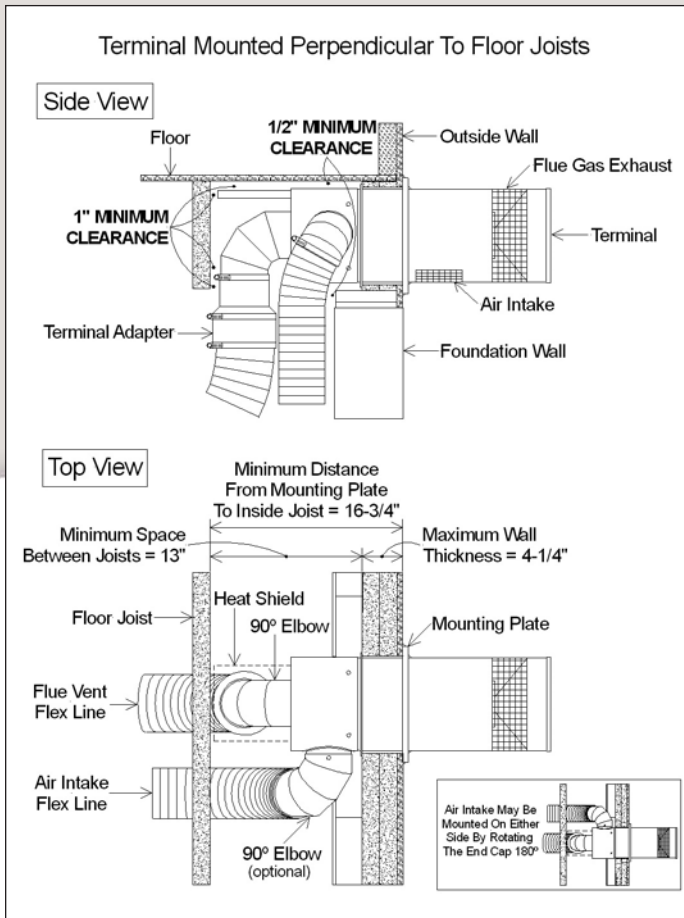 Terminal Mounted Perpendicular To Floor Joists
Side View
Floor
1/2" MINIMUM
CLEARANCE
Outside Wall
Flue Gas Exhaust
1" MINIMUM
CLEARANCE
Terminal
Air Intake
Terminal Adapter
Foundation Wall
Top View
Minimum Distance
From Mounting Plate
To Inside Joist = 16-3/4"
Minimum Space
Between Joists = 13"
Maximum Wall
Thickness = 4-1/4"
Heat Shield
Floor Joist
90º Elbow
Mounting Plate
Flue Vent
Flex Line
Air Intake
Flex Line
90º Elbow
(optional)
Air Intake May Be
Mounted On Either
Side By Rotating
The End Cap 180º